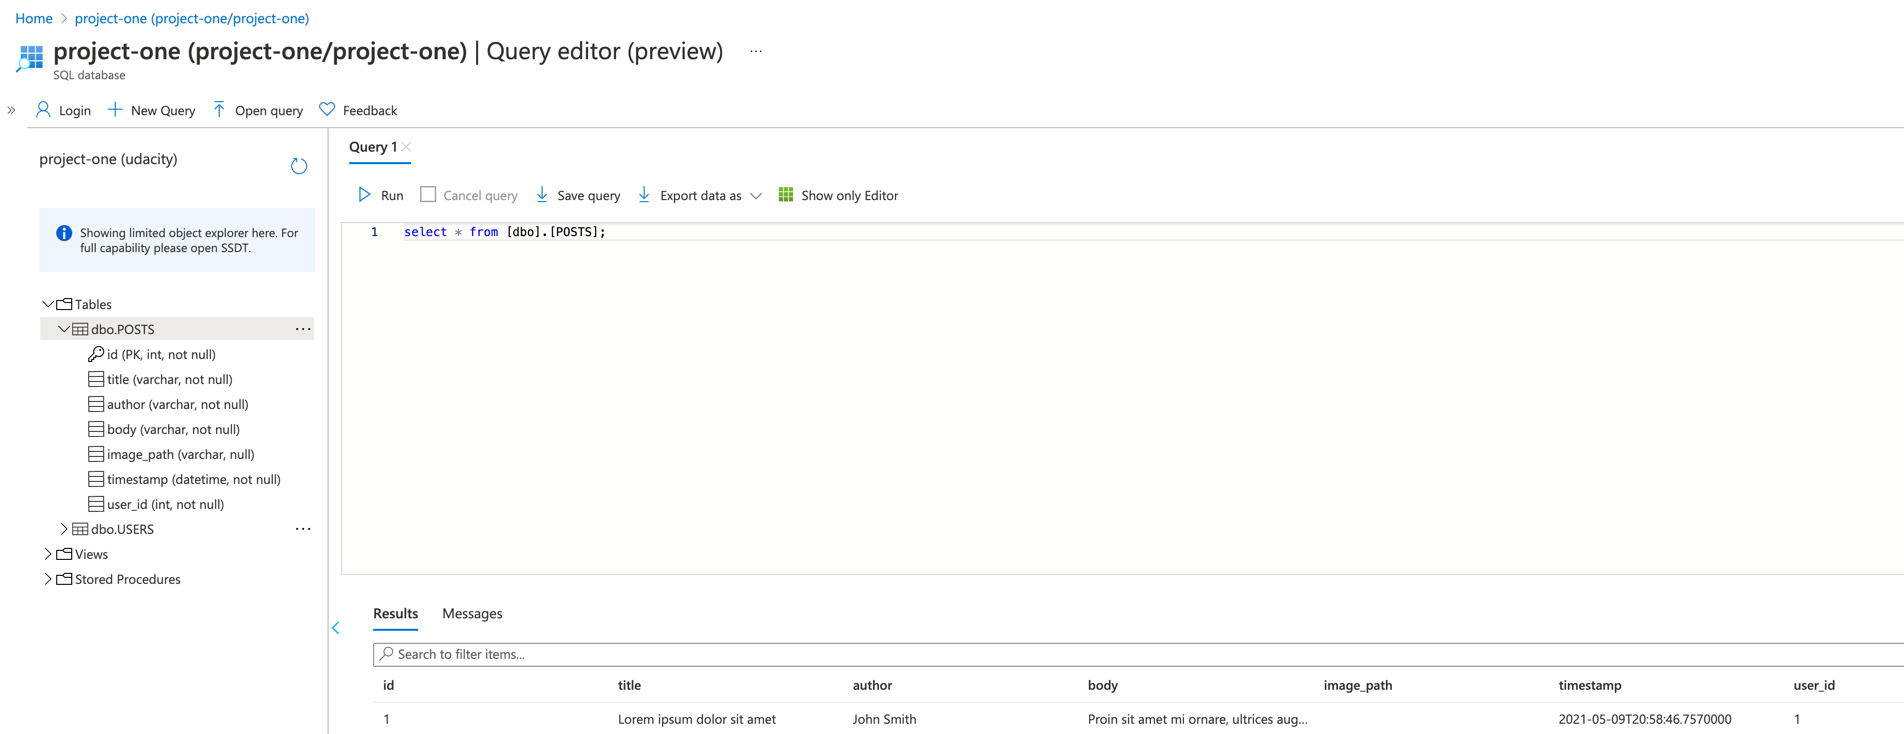 Home > project-one (project-one/project-one)
project-one (project-one/project-one) | Query editor (preview) ...
SQL database
» Login + New Query Open query Feedback
project-one (udacity)
Showing limited object explorer here. For
full capability please open SSDT.
Tables
dbo.POSTS ...
id (PK, int, not null)
title (varchar, not null)
author (varchar, not null)
body (varchar, not null)
image_path (varchar, null)
timestamp (datetime, not null)
user_id (int, not null)
dbo.USERS ...
Views
Stored Procedures
Query 1
Run Cancel query Save query Export data as Show only Editor
1 select * from [dbo].[POSTS];
Results Messages
Search to filter items...
id title author body image_path timestamp user_id
1 Lorem ipsum dolor sit amet John Smith Proin sit amet mi ornare, ultrices aug... 2021-05-09T20:58:46.7570000 1